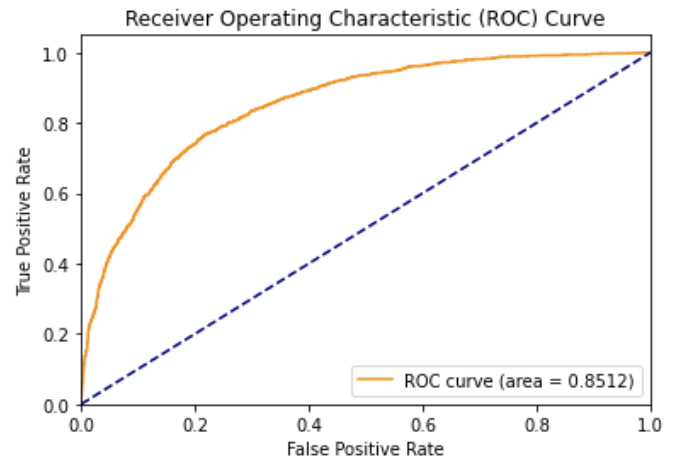 Receiver Operating Characteristic (ROC) Curve
True Positive Rate
1.0
0.8
0.6
0.4
0.2
0.0
ROC curve (area = 0.8512)
0.0 0.2 0.4 0.6 0.8 1.0
False Positive Rate